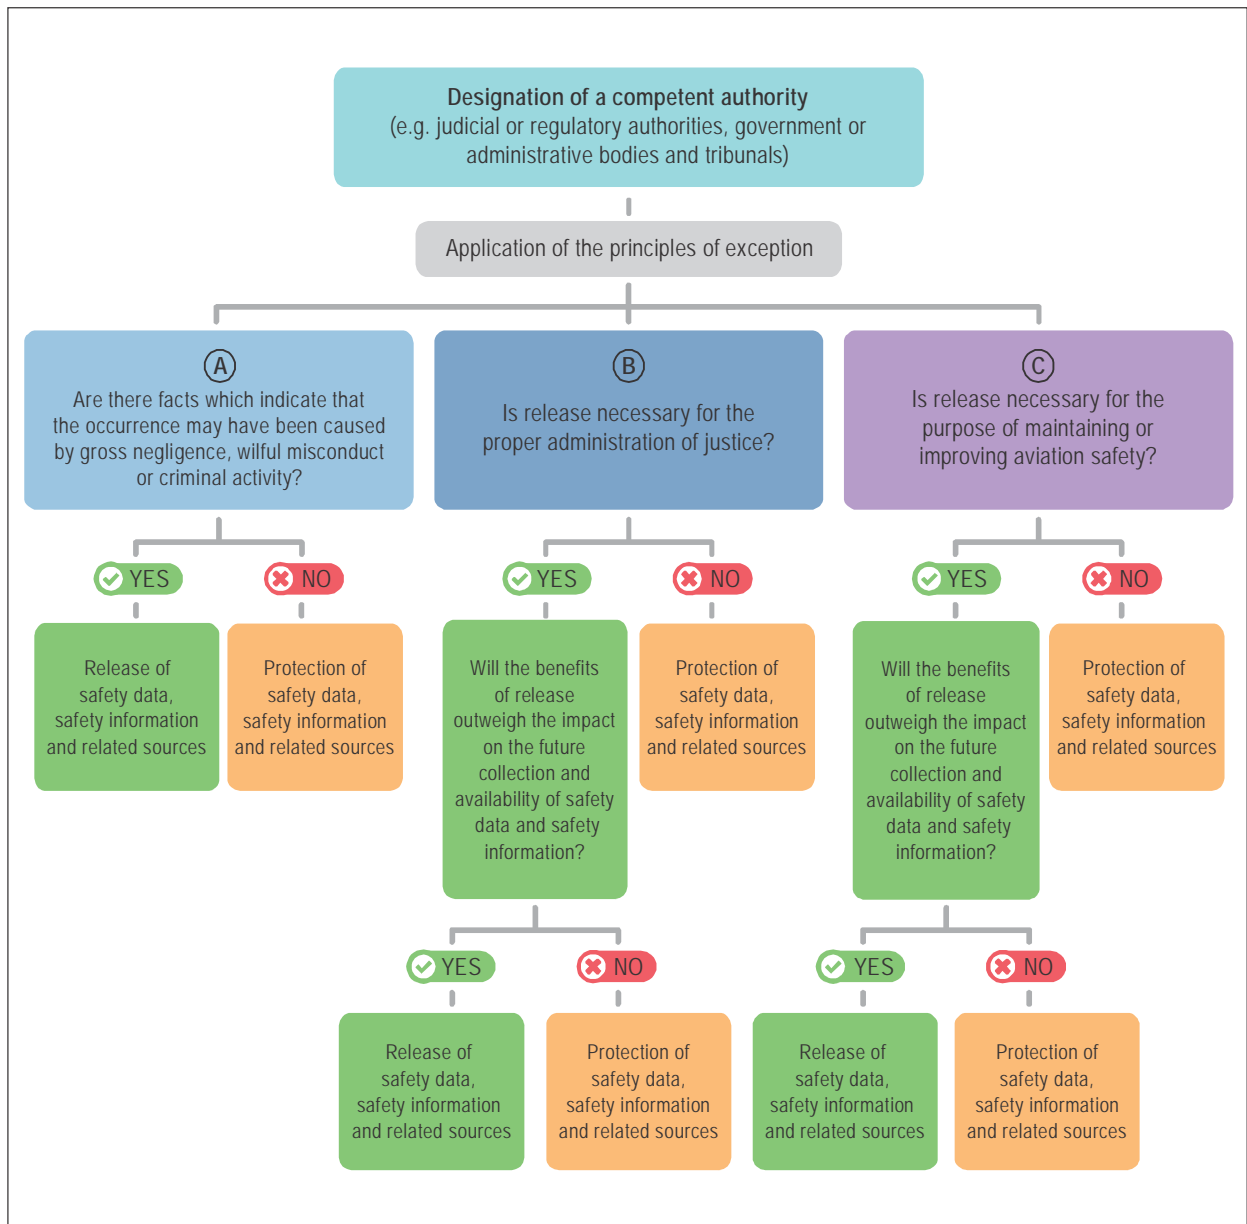 Designation of a competent authority
(e.g. judicial or regulatory authorities, government or
administrative bodies and tribunals)
Application of the principles of exception
A
Are there facts which indicate that
the occurrence may have been caused
by gross negligence, wilful misconduct
or criminal activity?
B
Is release necessary for the
proper administration of justice?
C
Is release necessary for the
purpose of maintaining or
improving aviation safety?
YES
NO
YES
NO
YES
NO
Release of
safety data,
safety information
and related sources
Protection of
safety data,
safety information
and related sources
Will the benefits
of release
outweigh the impact
on the future
collection and
availability of safety
data and safety
information?
Protection of
safety data,
safety information
and related sources
Will the benefits
of release
outweigh the impact
on the future
collection and
availability of safety
data and safety
information?
Protection of
safety data,
safety information
and related sources
YES
NO
YES
NO
Release of
safety data,
safety information
and related sources
Protection of
safety data,
safety information
and related sources
Release of
safety data,
safety information
and related sources
Protection of
safety data,
safety information
and related sources